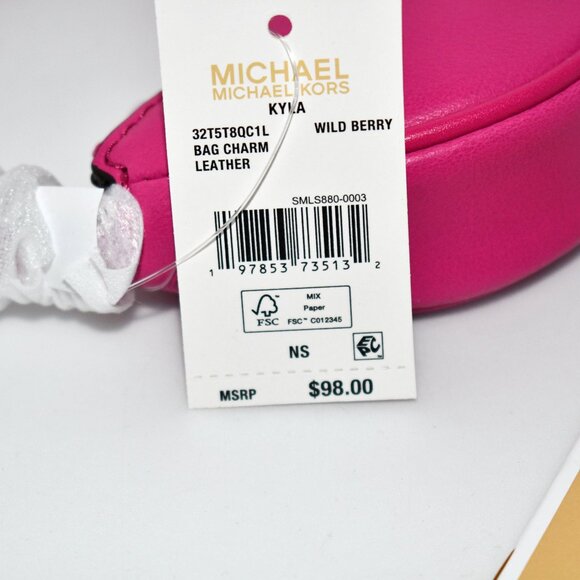 MICHAEL
MICHAEL KORS
KYLA
32T5T8QC1L WILD BERRY
BAG CHARM
LEATHER
SMLS880-0003
1 97853 73513 2
FSC
MIX
Paper
FSC™ C012345
NS
EPC
MSRP $98.00